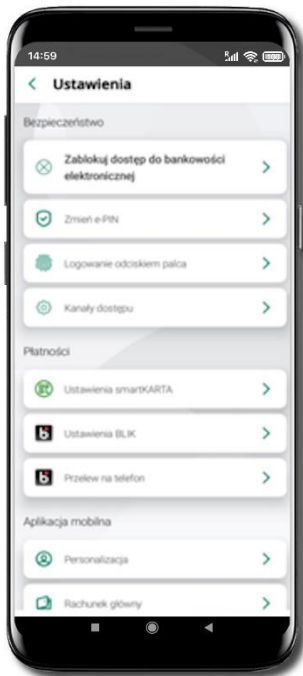 14:59
Ustawienia
Bezpieczeństwo
Zablokuj dostęp do bankowości
elektronicznej
Zmień e-PIN
Logowanie odciskiem palca
Kanały dostępu
Płatności
Ustawienia smartKARTA
Ustawienia BLIK
Przelew na telefon
Aplikacja mobilna
Personalizacja
Rachunek główny